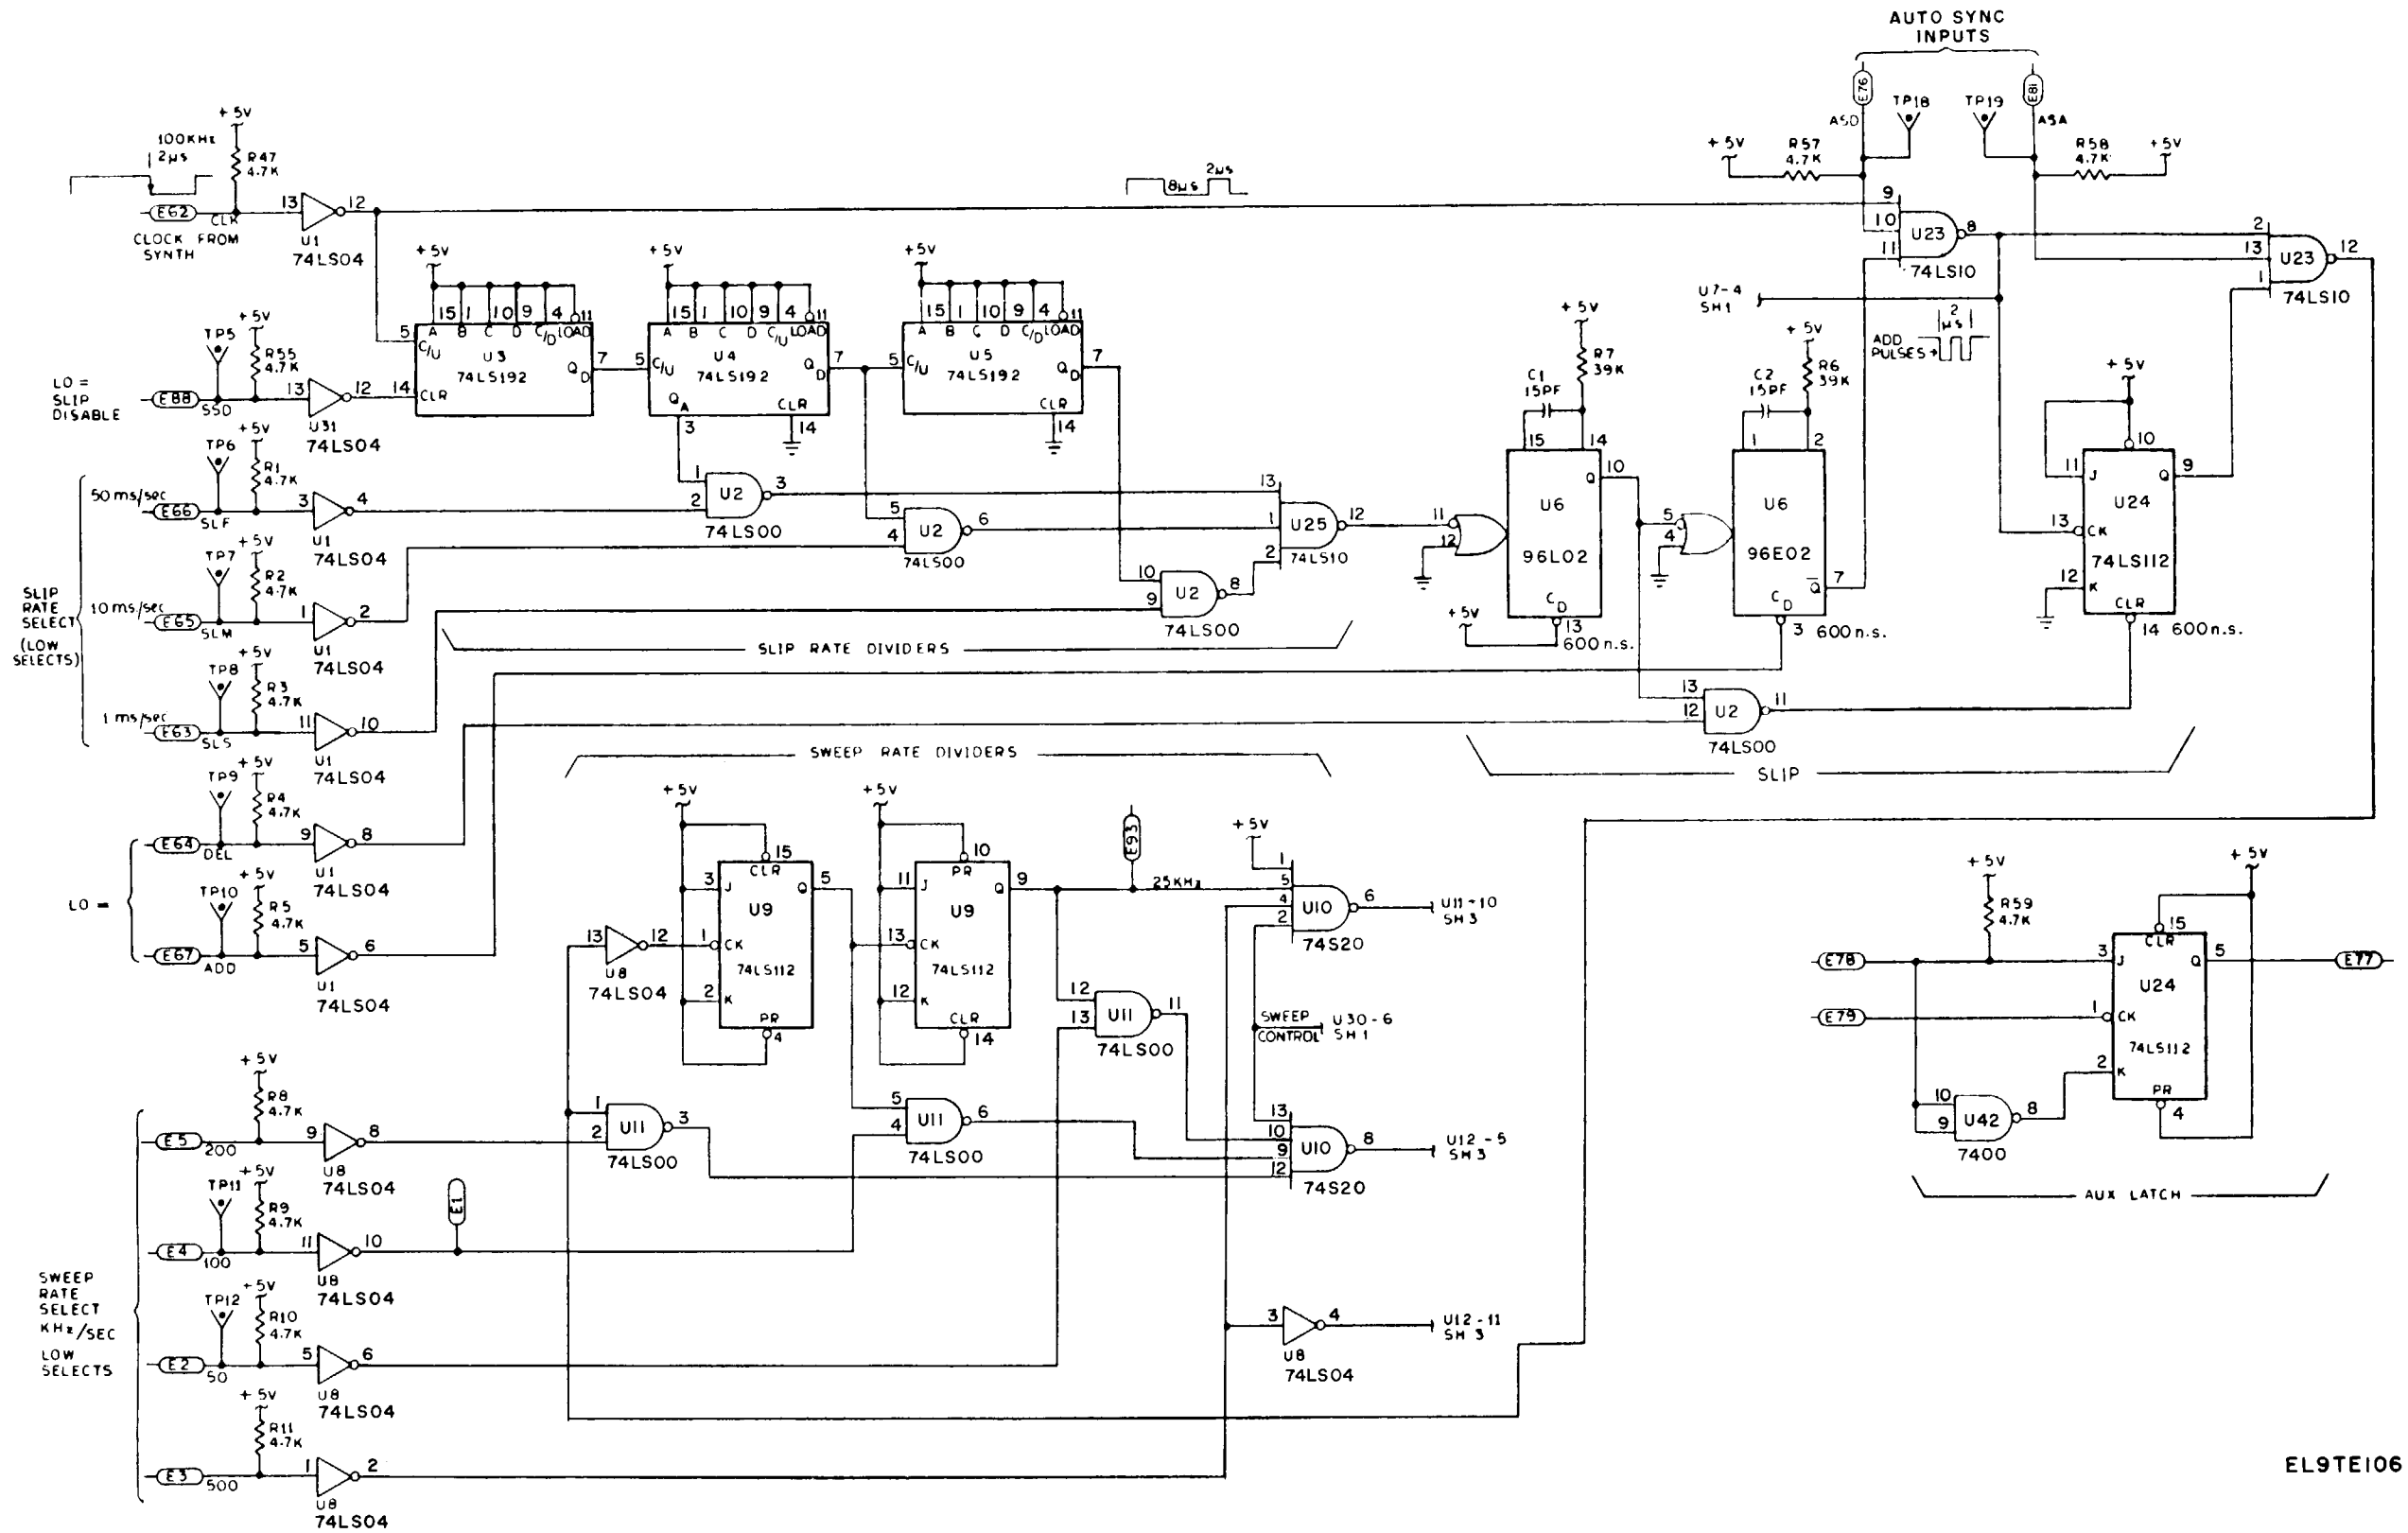 AUTO SYNC
INPUTS
E76
E81
TP18
TP19
ASD
ASA
+5V
R57
4.7K
R58
4.7K
+5V
+5V
100KHz
2µs
R47
4.7K
E62
CLK
13
12
CLOCK FROM
SYNTH
U1
74LS04
8µs
2µs
9
10
11
U23
8
74LS10
2
13
1
U23
12
74LS10
U7-4
SH1
ADD
PULSES
2
µs
+5V
+5V
+5V
15 1 10 9 4 11
A B C D C/D LOAD
5
C/U
U3
74LS192
QD
7
14
CLR
15 1 10 9 4 11
A B C D C/U LOAD
5
C/U
U4
74LS192
QD
7
QA
3
CLR
14
15 1 10 9 4 11
A B C D C/D LOAD
5
C/U
U5
74LS192
QD
7
CLR
14
LO =
SLIP
DISABLE
TP5
+5V
R55
4.7K
E88
SSD
13
12
U31
74LS04
SLIP
RATE
SELECT
(LOW
SELECTS)
50 ms/sec
TP6
+5V
R1
4.7K
E66
SLF
3
4
U1
74LS04
10 ms/sec
TP7
+5V
R2
4.7K
E65
SLM
1
2
U1
74LS04
1 ms/sec
TP8
+5V
R3
4.7K
E63
SLS
11
10
U1
74LS04
LO =
TP9
+5V
R4
4.7K
E64
DEL
9
8
U1
74LS04
TP10
+5V
R5
4.7K
E67
ADD
5
6
U1
74LS04
1
2
U2
3
74LS00
5
4
U2
6
74LS00
10
9
U2
8
74LS00
13
1
2
U25
12
74LS10
SLIP RATE DIVIDERS
+5V
R7
39K
C1
15PF
15
14
11
12
Q
10
U6
96L02
CD
13
600n.s.
+5V
+5V
R6
39K
C2
15PF
1
2
5
4
U6
96E02
Q
7
CD
3
600n.s.
+5V
10
11
J
Q
9
U24
13
CK
74LS112
12
K
CLR
14
600n.s.
13
12
U2
11
74LS00
SLIP
SWEEP RATE DIVIDERS
+5V
15
CLR
3
J
Q
5
U9
13
12
U8
74LS04
1
CK
74LS112
2
K
PR
4
+5V
10
PR
11
J
Q
9
U9
13
CK
74LS112
12
K
CLR
14
E93
25KHz
+5V
1
5
4
2
U10
6
74S20
U11-10
SH3
12
13
U11
11
74LS00
SWEEP
CONTROL
U30-6
SH1
1
2
U11
3
74LS00
5
4
U11
6
74LS00
13
10
9
12
U10
8
74S20
U12-5
SH3
3
4
U8
74LS04
U12-11
SH3
SWEEP
RATE
SELECT
KHz/SEC
LOW
SELECTS
+5V
R8
4.7K
E5
200
9
8
U8
74LS04
TP11
+5V
R9
4.7K
E4
100
11
10
U8
74LS04
E1
TP12
+5V
R10
4.7K
E2
50
5
6
U8
74LS04
+5V
R11
4.7K
E3
500
1
2
U8
74LS04
+5V
R59
4.7K
+5V
15
CLR
E78
3
J
Q
5
E77
U24
E79
1
CK
74LS112
2
K
PR
4
10
9
U42
8
7400
AUX LATCH
EL9TE106